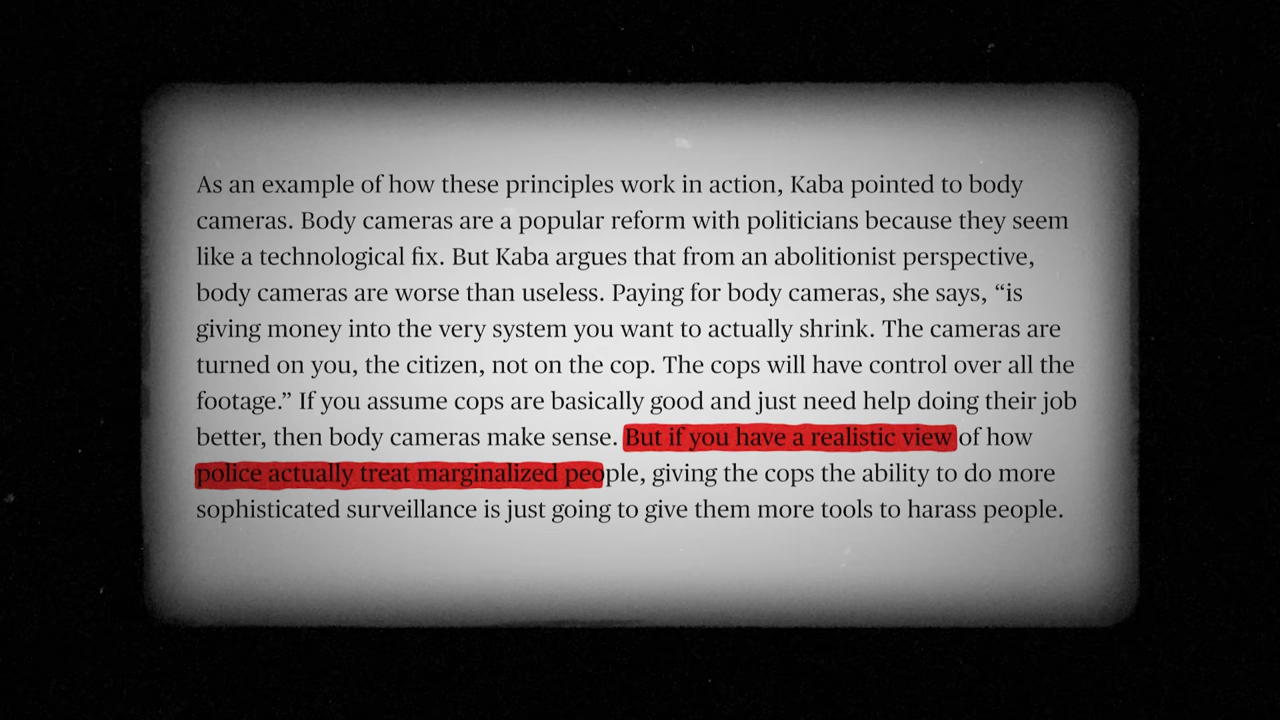 As an example of how these principles work in action, Kaba pointed to body
cameras. Body cameras are a popular reform with politicians because they seem
like a technological fix. But Kaba argues that from an abolitionist perspective,
body cameras are worse than useless. Paying for body cameras, she says, “is
giving money into the very system you want to actually shrink. The cameras are
turned on you, the citizen, not on the cop. The cops will have control over all the
footage.” If you assume cops are basically good and just need help doing their job
better, then body cameras make sense. But if you have a realistic view of how
police actually treat marginalized people, giving the cops the ability to do more
sophisticated surveillance is just going to give them more tools to harass people.